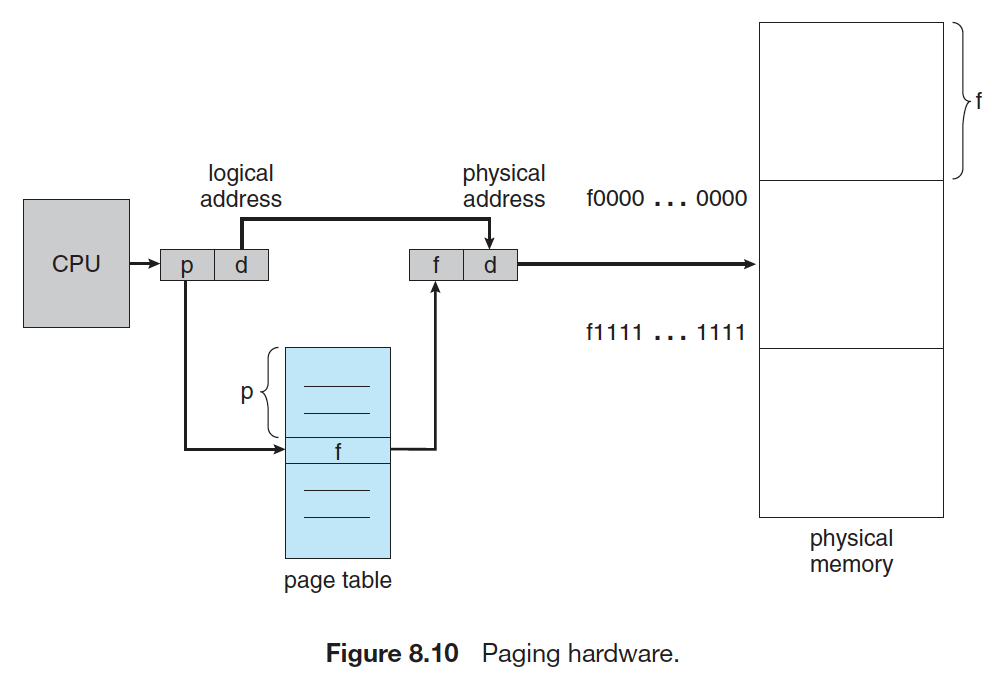 logical
address
physical
address
f0000 ... 0000
f
CPU
p d
f d
f1111 ... 1111
p
f
page table
physical
memory
Figure 8.10 Paging hardware.